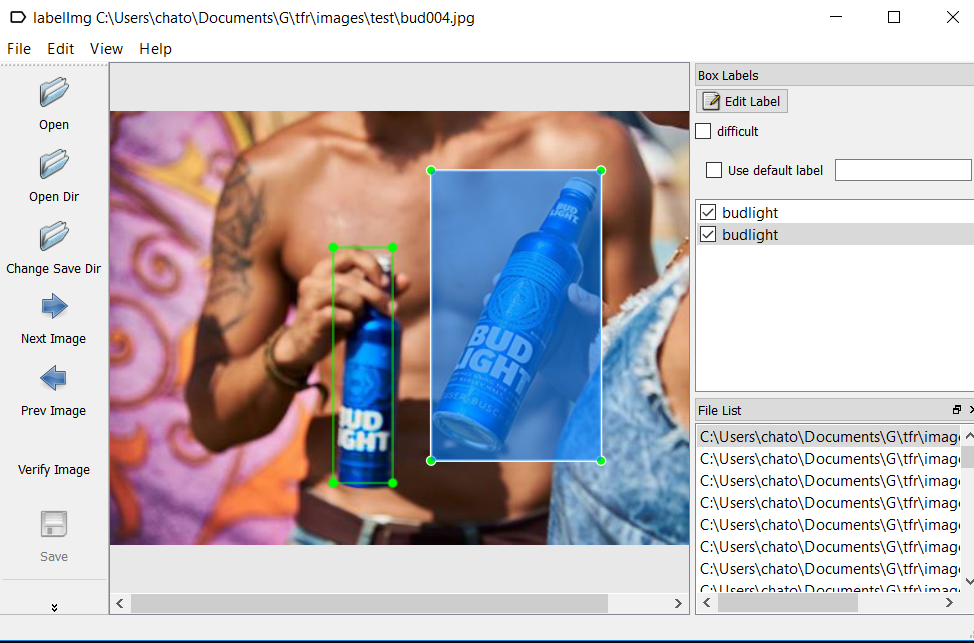 labelImg C:\Users\chato\Documents\G\tfr\images\test\bud004.jpg
File Edit View Help
Open
Open Dir
Change Save Dir
Next Image
Prev Image
Verify Image
Save
BUD
LIGHT
BUD
LIGHT
BUD
IGHT
Box Labels
Edit Label
difficult
Use default label
budlight
budlight
File List
C:\Users\chato\Documents\G\tfr\image
C:\Users\chato\Documents\G\tfr\image
C:\Users\chato\Documents\G\tfr\image
C:\Users\chato\Documents\G\tfr\image
C:\Users\chato\Documents\G\tfr\image
C:\Users\chato\Documents\G\tfr\image
C:\Users\chato\Documents\G\tfr\image
C:\Users\chato\Documents\G\tfr\image